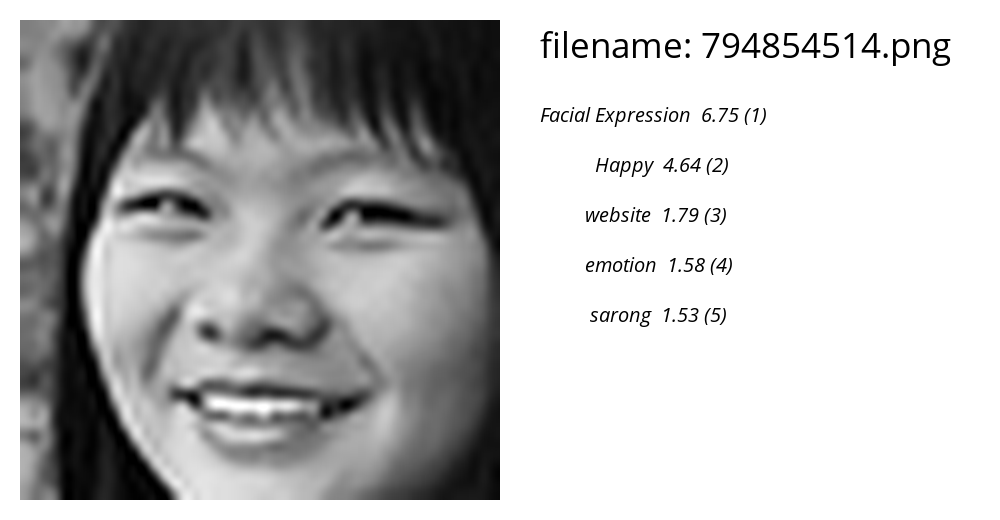 filename: 794854514.png
Facial Expression 6.75 (1)
Happy 4.64 (2)
website 1.79 (3)
emotion 1.58 (4)
sarong 1.53 (5)